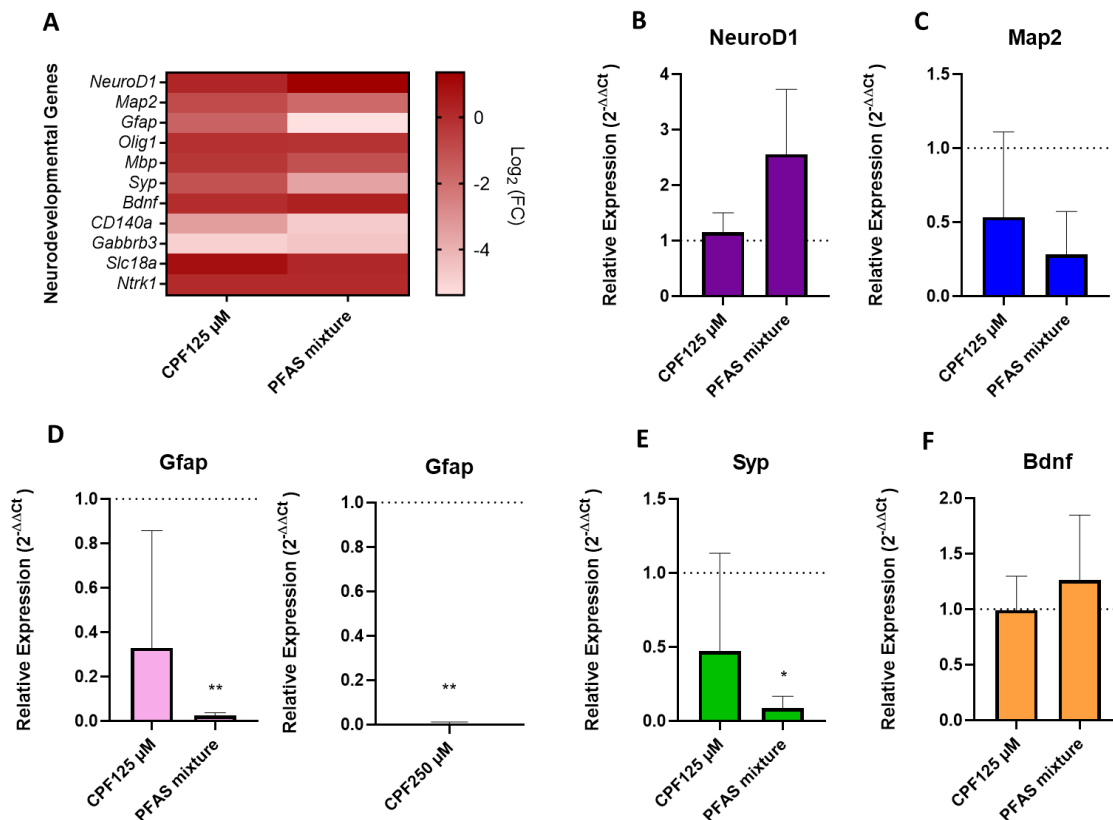 A
Neurodevelopmental Genes
NeuroD1
Map2
Gfap
Olig1
Mbp
Syp
Bdnf
CD140a
Gabbrb3
Slc18a
Ntrk1
CPF125 µM
PFAS mixture
0
-2
-4
Log2 (FC)
B
NeuroD1
Relative Expression (2-ΔΔCt)
5
4
3
2
1
0
CPF125 µM
PFAS mixture
C
Map2
Relative Expression (2-ΔΔCt)
1.5
1.0
0.5
0.0
CPF125 µM
PFAS mixture
D
Gfap
Relative Expression (2-ΔΔCt )
1.0
0.8
0.6
0.4
0.2
0.0
**
CPF125 µM
PFAS mixture
Gfap
Relative Expression (2-ΔΔCt )
1.0
0.8
0.6
0.4
0.2
0.0
**
CPF250 µM
E
Syp
Relative Expression (2-ΔΔCt )
1.5
1.0
0.5
0.0
*
CPF125 µM
PFAS mixture
F
Bdnf
Relative Expression (2-ΔΔCt )
2.0
1.5
1.0
0.5
0.0
CPF125 µM
PFAS mixture